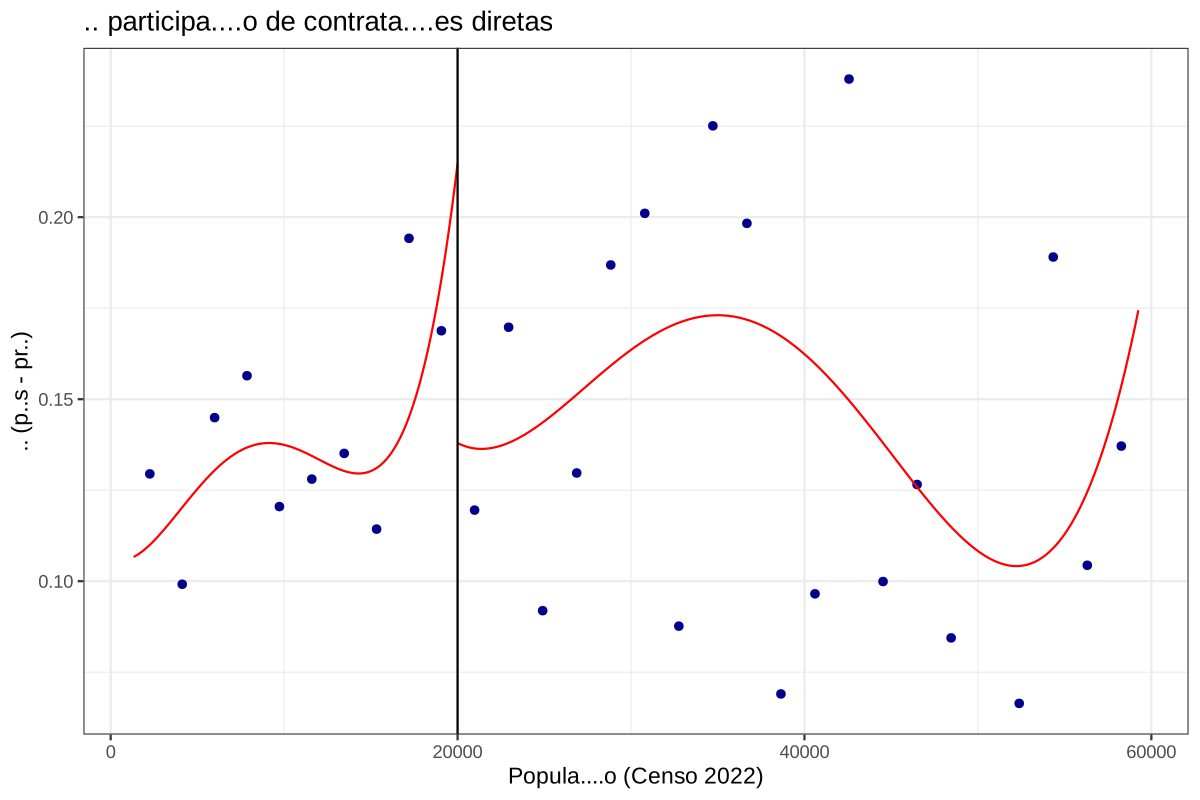 .. participa....o de contrata....es diretas
.. (p..s - pr..)
0.20
0.15
0.10
0
20000
40000
60000
Popula....o (Censo 2022)